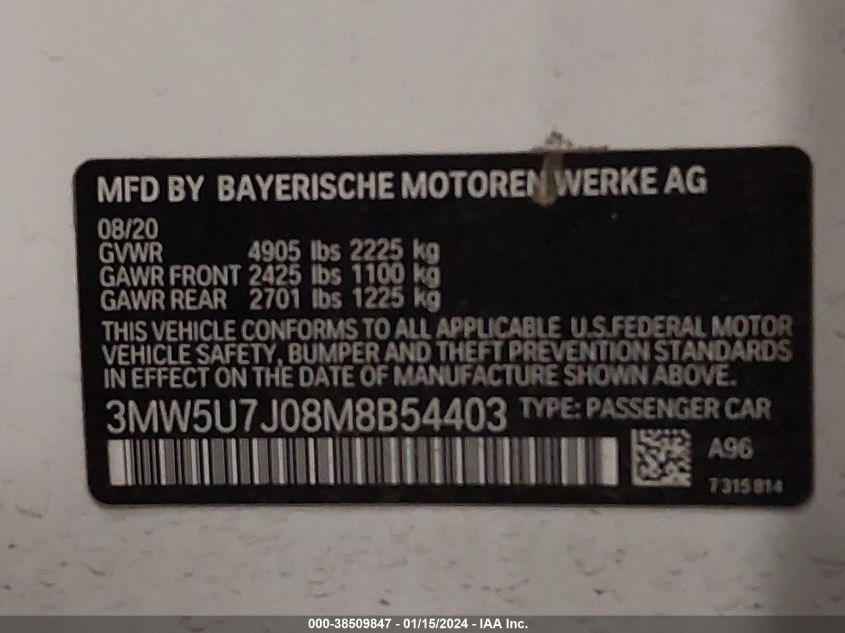 MFD BY BAYERISCHE MOTOREN WERKE AG
08/20
GVWR 4905 lbs 2225 kg
GAWR FRONT 2425 lbs 1100 kg
GAWR REAR 2701 lbs 1225 kg
THIS VEHICLE CONFORMS TO ALL APPLICABLE U.S.FEDERAL MOTOR
VEHICLE SAFETY, BUMPER AND THEFT PREVENTION STANDARDS
IN EFFECT ON THE DATE OF MANUFACTURE SHOWN ABOVE.
3MW5U7J08M8B54403 TYPE: PASSENGER CAR
A96
7315814
000-38509847 - 01/15/2024 - IAA Inc.